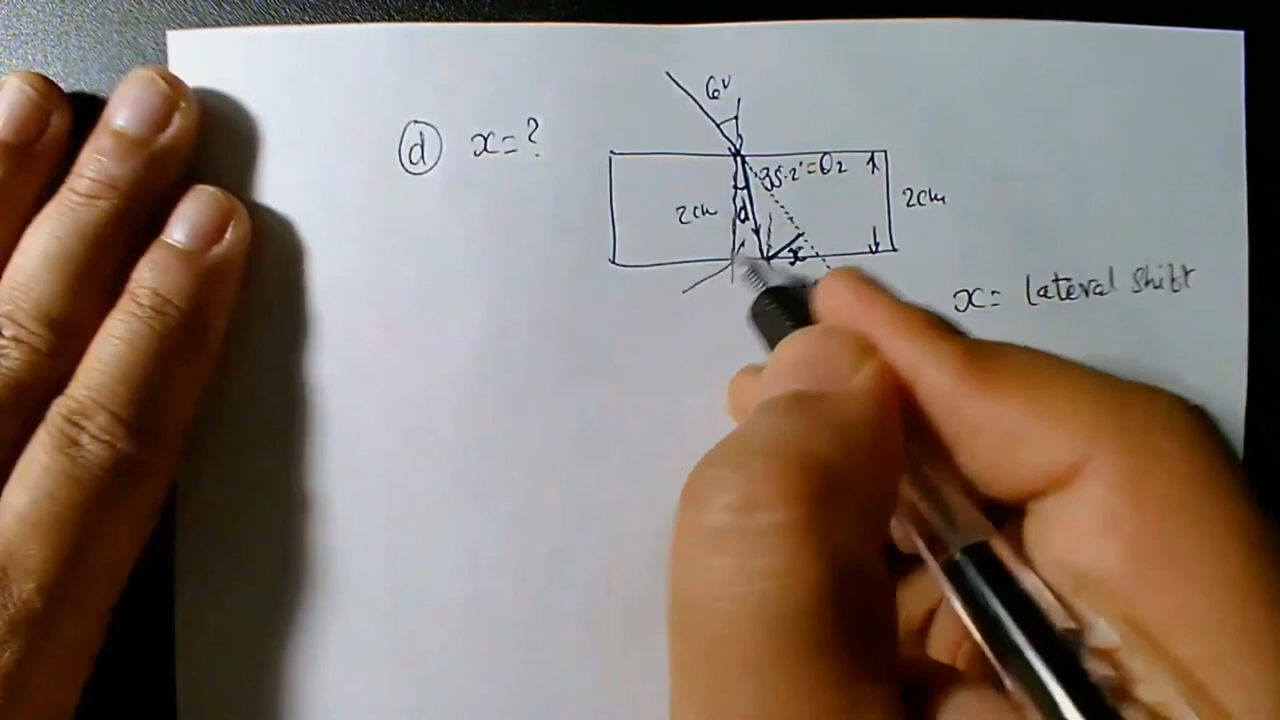 ⓓ x=?
60
35.2°=θ2
2cm
d
2cm
x
x= lateral shift